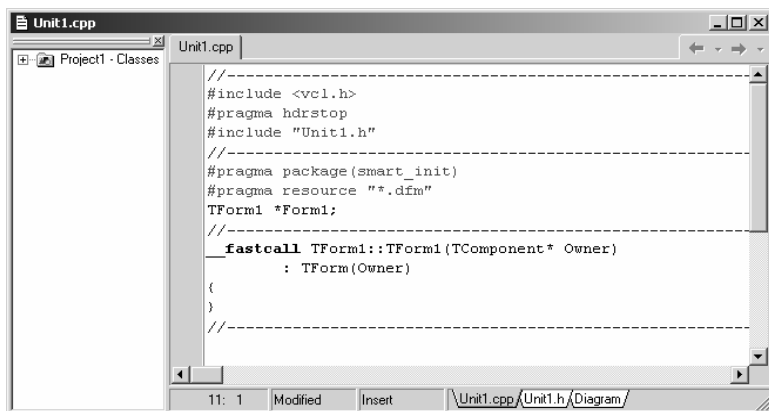 Unit1.cpp
Project1 - Classes
Unit1.cpp
//---------------------------------------------------------
#include <vcl.h>
#pragma hdrstop
#include "Unit1.h"
//---------------------------------------------------------
#pragma package(smart_init)
#pragma resource "*.dfm"
TForm1 *Form1;
//---------------------------------------------------------
__fastcall TForm1::TForm1(TComponent* Owner)
        : TForm(Owner)
{
}
//---------------------------------------------------------
11: 1 Modified Insert \Unit1.cpp/Unit1.h/Diagram/